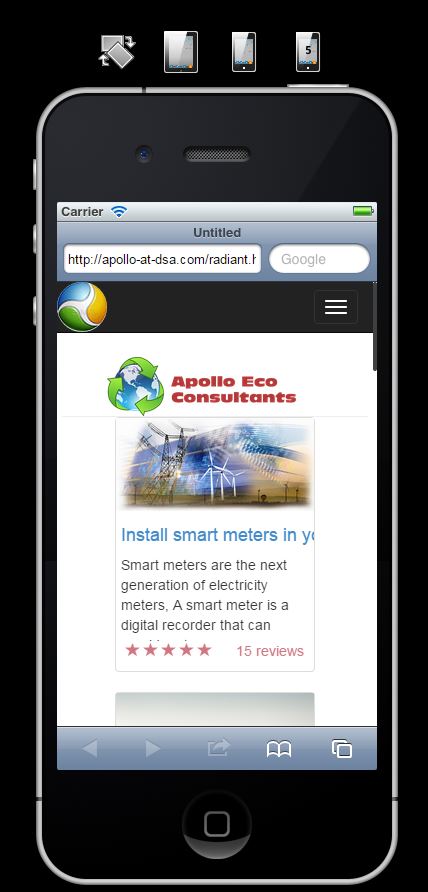 5
Carrier
Untitled
http://apollo-at-dsa.com/radiant.h
Google
Apollo Eco
Consultants
Install smart meters in yo
Smart meters are the next
generation of electricity
meters, A smart meter is a
digital recorder that can
15 reviews